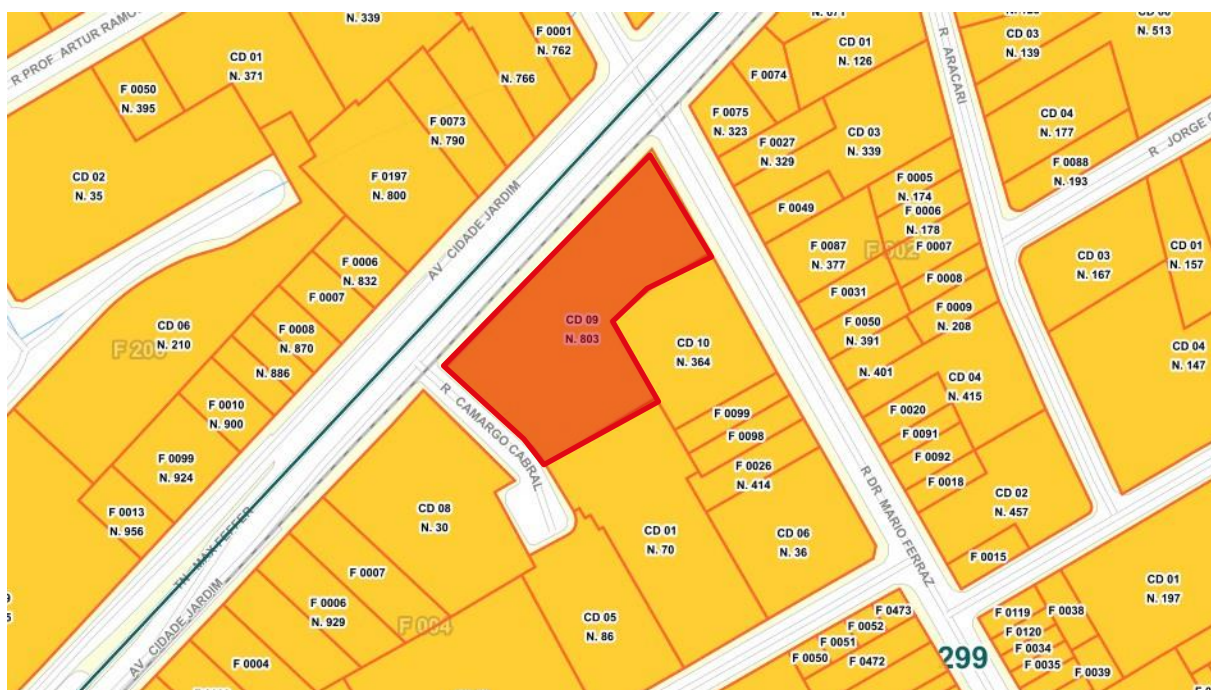 N. 339
F 0001
N. 762
N. 766
R PROF ARTUR RAMOS
CD 01
N. 371
F 0050
N. 395
F 0073
N. 790
F 0197
N. 800
CD 02
N. 35
AV CIDADE JARDIM
F 0006
N. 832
F 0007
F 0008
N. 870
N. 886
CD 06
N. 210
F 0010
N. 900
F 0099
N. 924
F 0013
N. 956
TN MAX FEFFER
AV CIDADE JARDIM
CD 09
N. 803
R CAMARGO CABRAL
CD 10
N. 364
F 0099
F 0098
F 0026
N. 414
CD 08
N. 30
F 0007
F 0006
N. 929
F 004
F 0004
CD 01
N. 70
CD 05
N. 86
CD 06
N. 36
R DR MARIO FERRAZ
CD 01
N. 126
F 0074
F 0075
N. 323
F 0027
N. 329
CD 03
N. 339
F 0049
F 0087
N. 377
F 0031
F 0050
N. 391
N. 401
F 0005
N. 174
F 0006
N. 178
F 0007
F 0008
F 0009
N. 208
CD 04
N. 415
F 0020
F 0091
F 0092
F 0018
CD 02
N. 457
F 0015
R ARACARI
CD 03
N. 139
N. 513
CD 04
N. 177
F 0088
N. 193
R JORGE
CD 03
N. 167
CD 01
N. 157
CD 04
N. 147
CD 01
N. 197
F 0473
F 0052
F 0051
F 0050
F 0472
299
F 0119
F 0038
F 0120
F 0034
F 0035
F 0039